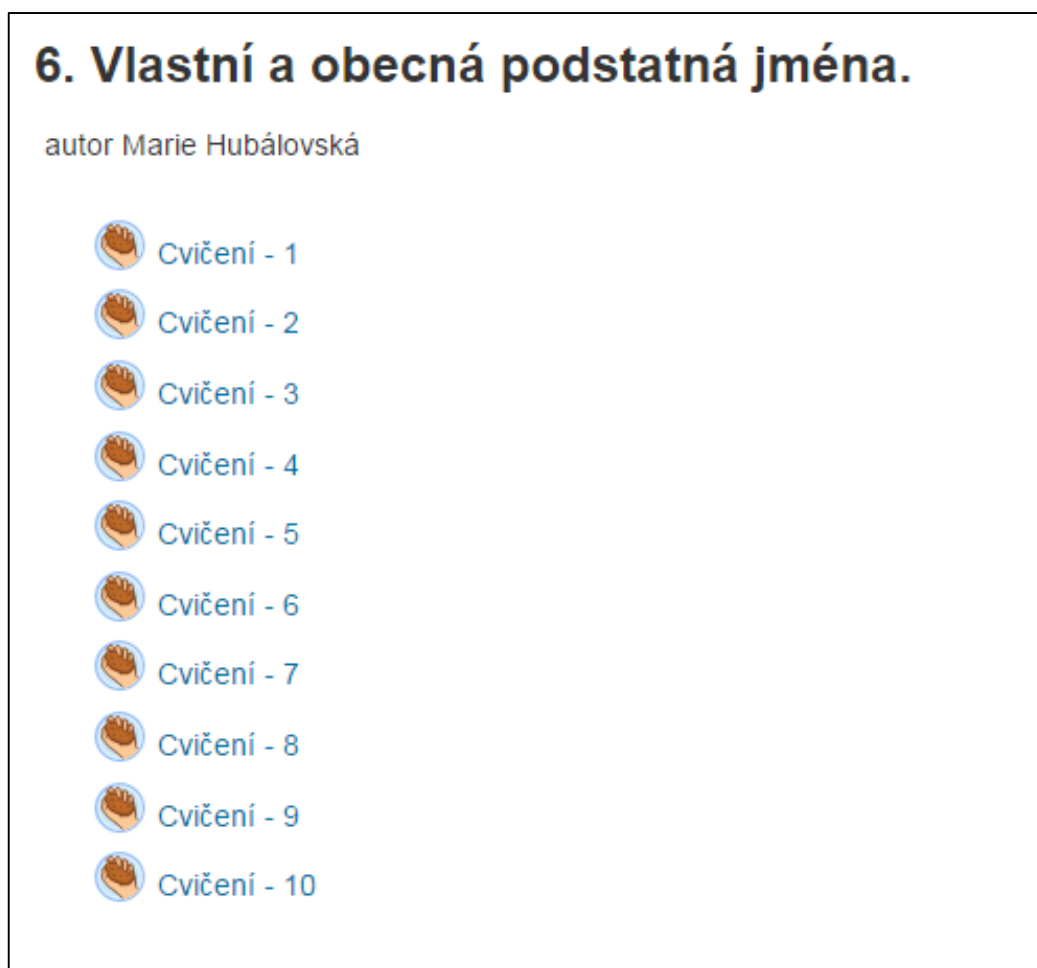 6. Vlastní a obecná podstatná jména.
autor Marie Hubálovská
Cvičení - 1
Cvičení - 2
Cvičení - 3
Cvičení - 4
Cvičení - 5
Cvičení - 6
Cvičení - 7
Cvičení - 8
Cvičení - 9
Cvičení - 10